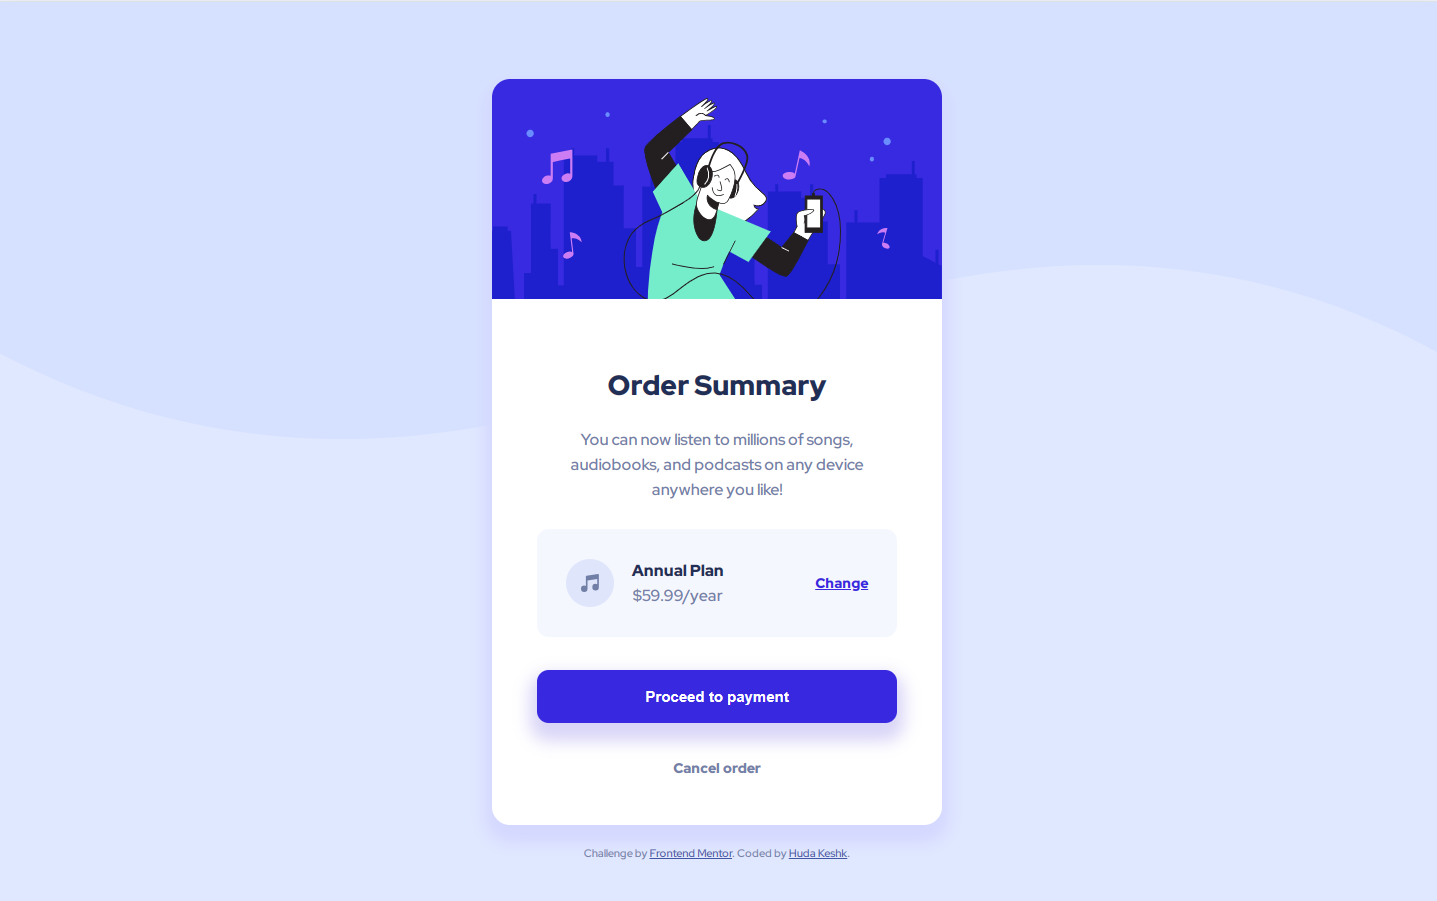 Order Summary
You can now listen to millions of songs,
audiobooks, and podcasts on any device
anywhere you like!
Annual Plan
$59.99/year
Change
Proceed to payment
Cancel order
Challenge by Frontend Mentor. Coded by Huda Keshk.